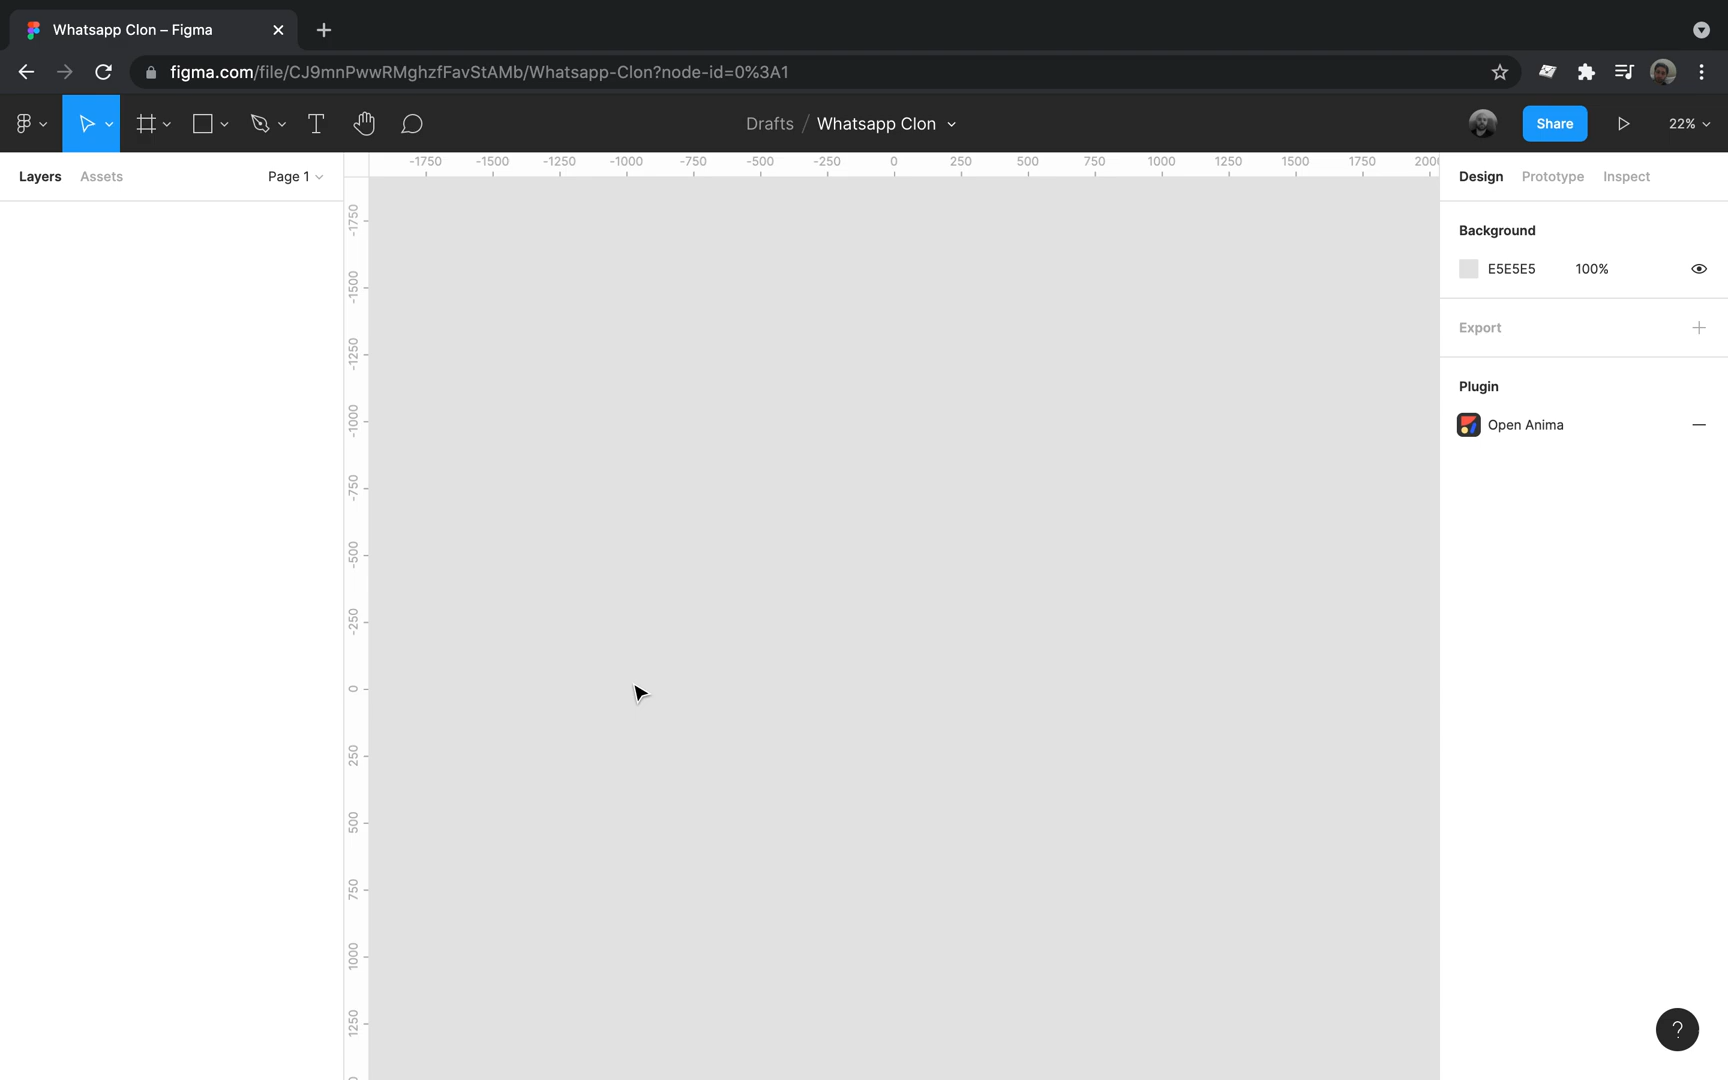 Whatsapp Clon – Figma
figma.com/file/CJ9mnPwwRMghzfFavStAMb/Whatsapp-Clon?node-id=0%3A1
Drafts / Whatsapp Clon
Share
22%
Layers
Assets
Page 1
-1750 -1500 -1250 -1000 -750 -500 -250 0 250 500 750 1000 1250 1500 1750 2000
Design
Prototype
Inspect
-1750
-1500
-1250
-1000
-750
-500
-250
0
250
500
750
1000
1250
Background
E5E5E5 100%
Export
Plugin
Open Anima
?